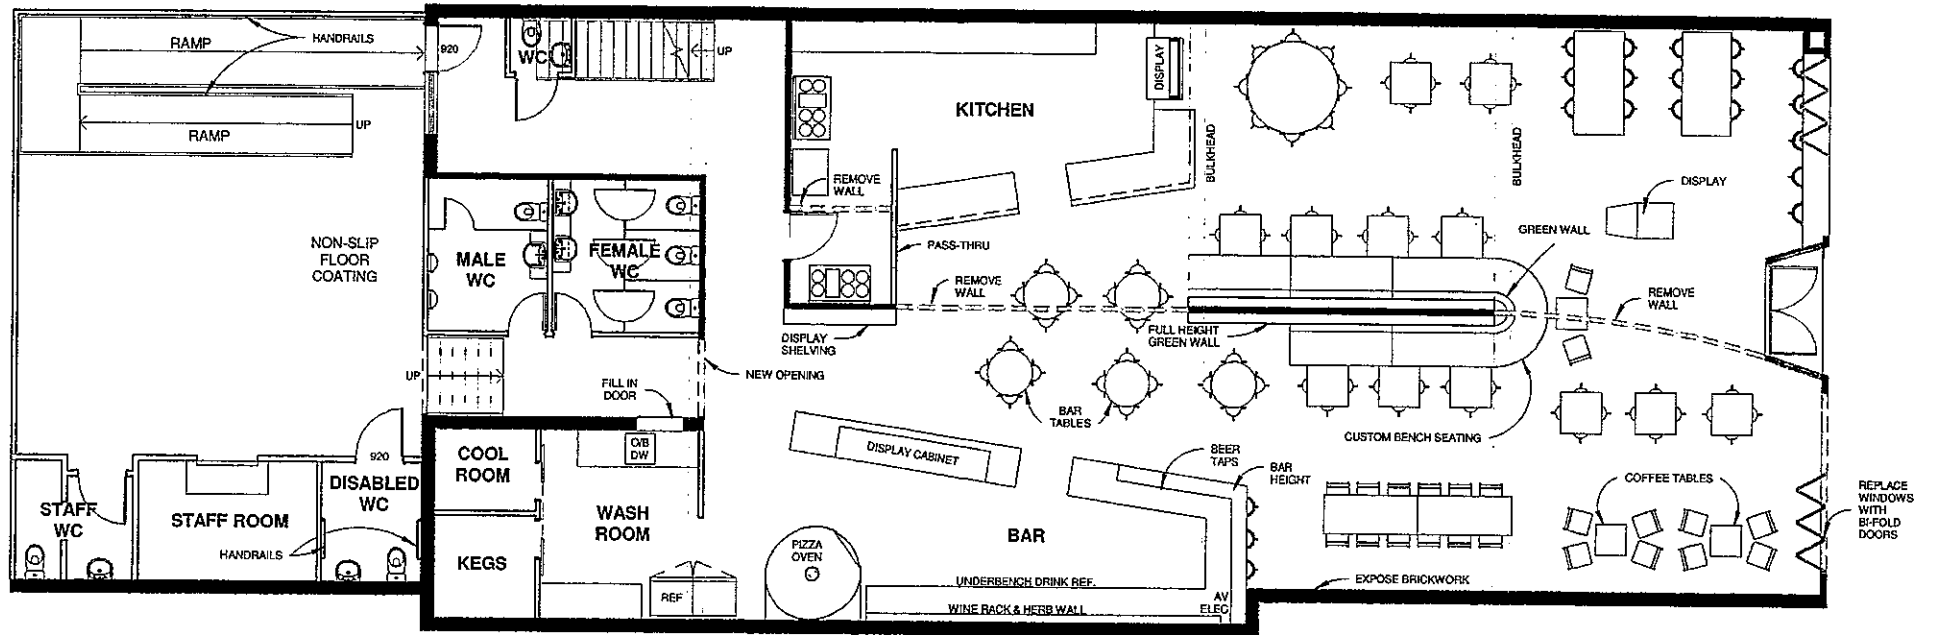 RAMP
HANDRAILS
920
WC
UP
DISPLAY
KITCHEN
RAMP
UP
BULKHEAD
BULKHEAD
REMOVE
WALL
DISPLAY
NON-SLIP
FLOOR
COATING
MALE
WC
FEMALE
WC
PASS-THRU
GREEN WALL
REMOVE
WALL
REMOVE
WALL
DISPLAY
SHELVING
FULL HEIGHT
GREEN WALL
UP
NEW OPENING
FILL IN
DOOR
BAR
TABLES
CUSTOM BENCH SEATING
920
COOL
ROOM
O/B
DW
DISPLAY CABINET
BEER
TAPS
BAR
HEIGHT
COFFEE TABLES
REPLACE
WINDOWS
WITH
BI-FOLD
DOORS
STAFF
WC
STAFF ROOM
DISABLED
WC
HANDRAILS
WASH
ROOM
KEGS
PIZZA
OVEN
BAR
REF
UNDERBENCH DRINK REF.
WINE RACK & HERB WALL
AV
ELEC
EXPOSE BRICKWORK